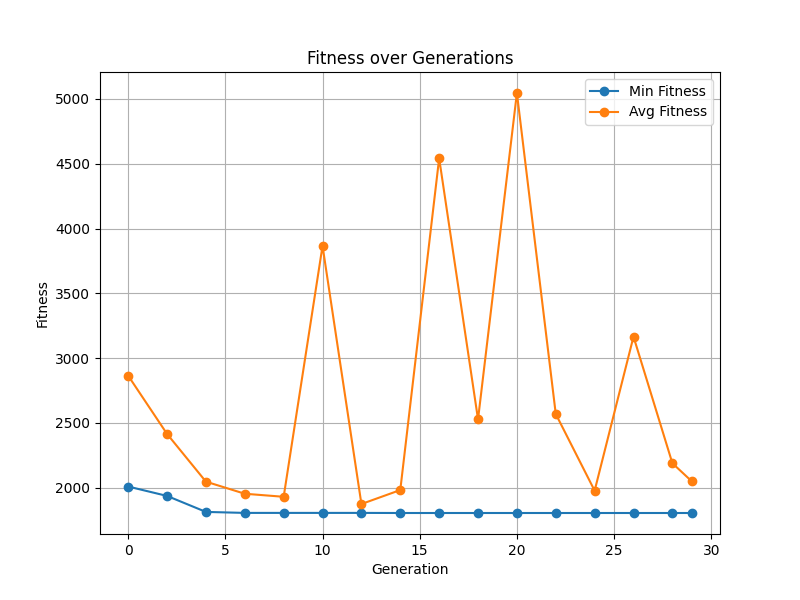 Fitness over Generations
Min Fitness
Avg Fitness
5000
4500
4000
3500
3000
2500
2000
Fitness
0 5 10 15 20 25 30
Generation